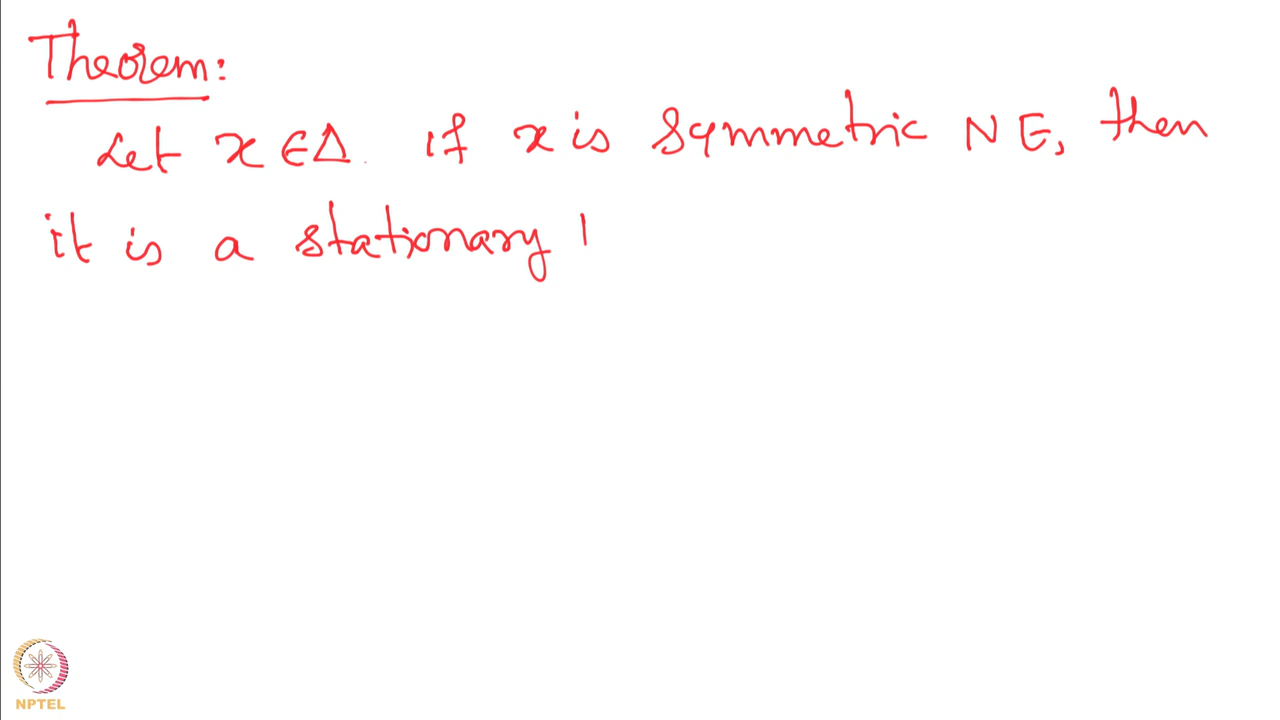 Theorem:
Let x ∈ Δ. If x is symmetric NE, then
it is a stationary
NPTEL